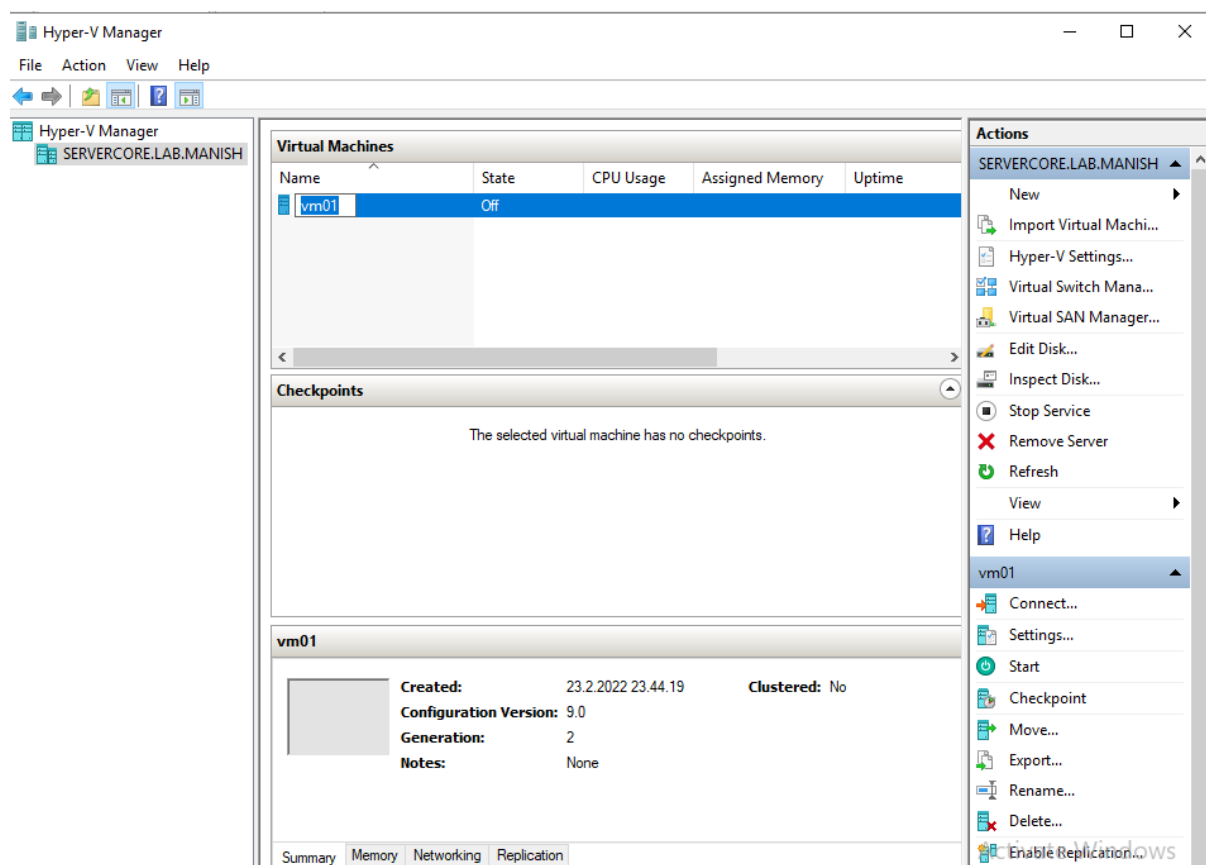 Hyper-V Manager
File Action View Help
Hyper-V Manager
SERVERCORE.LAB.MANISH
Virtual Machines
Name State CPU Usage Assigned Memory Uptime
vm01 Off
Checkpoints
The selected virtual machine has no checkpoints.
vm01
Created: 23.2.2022 23.44.19 Clustered: No
Configuration Version: 9.0
Generation: 2
Notes: None
Summary Memory Networking Replication
Actions
SERVERCORE.LAB.MANISH
New
Import Virtual Machi...
Hyper-V Settings...
Virtual Switch Mana...
Virtual SAN Manager...
Edit Disk...
Inspect Disk...
Stop Service
Remove Server
Refresh
View
Help
vm01
Connect...
Settings...
Start
Checkpoint
Move...
Export...
Rename...
Delete...
Enable Replication...
Activate Windows